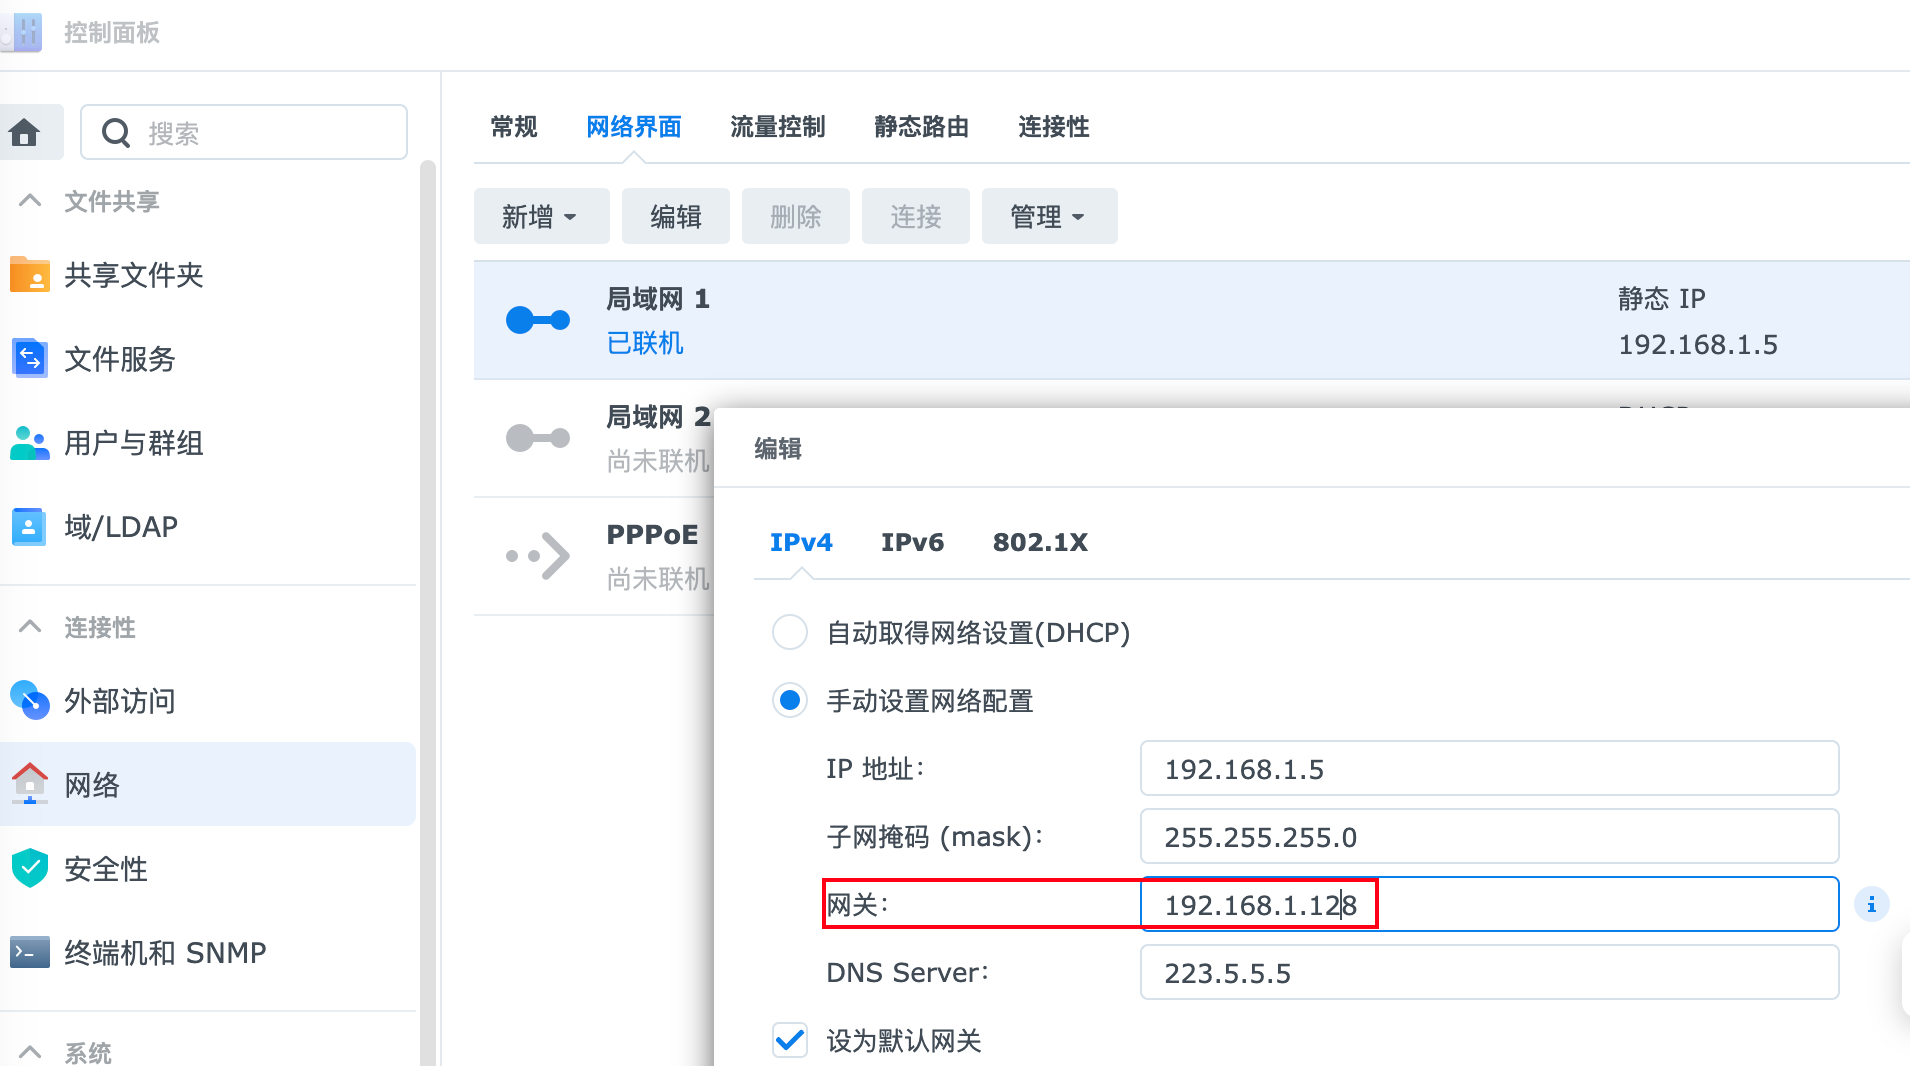 控制面板
搜索
文件共享
共享文件夹
文件服务
用户与群组
域/LDAP
连接性
外部访问
网络
安全性
终端机和 SNMP
系统
常规 网络界面 流量控制 静态路由 连接性
新增 编辑 删除 连接 管理
局域网 1
已联机
静态 IP
192.168.1.5
局域网 2
尚未联机
PPPoE
尚未联机
编辑
IPv4 IPv6 802.1X
自动取得网络设置(DHCP)
手动设置网络配置
IP 地址: 192.168.1.5
子网掩码 (mask): 255.255.255.0
网关: 192.168.1.128
DNS Server: 223.5.5.5
设为默认网关